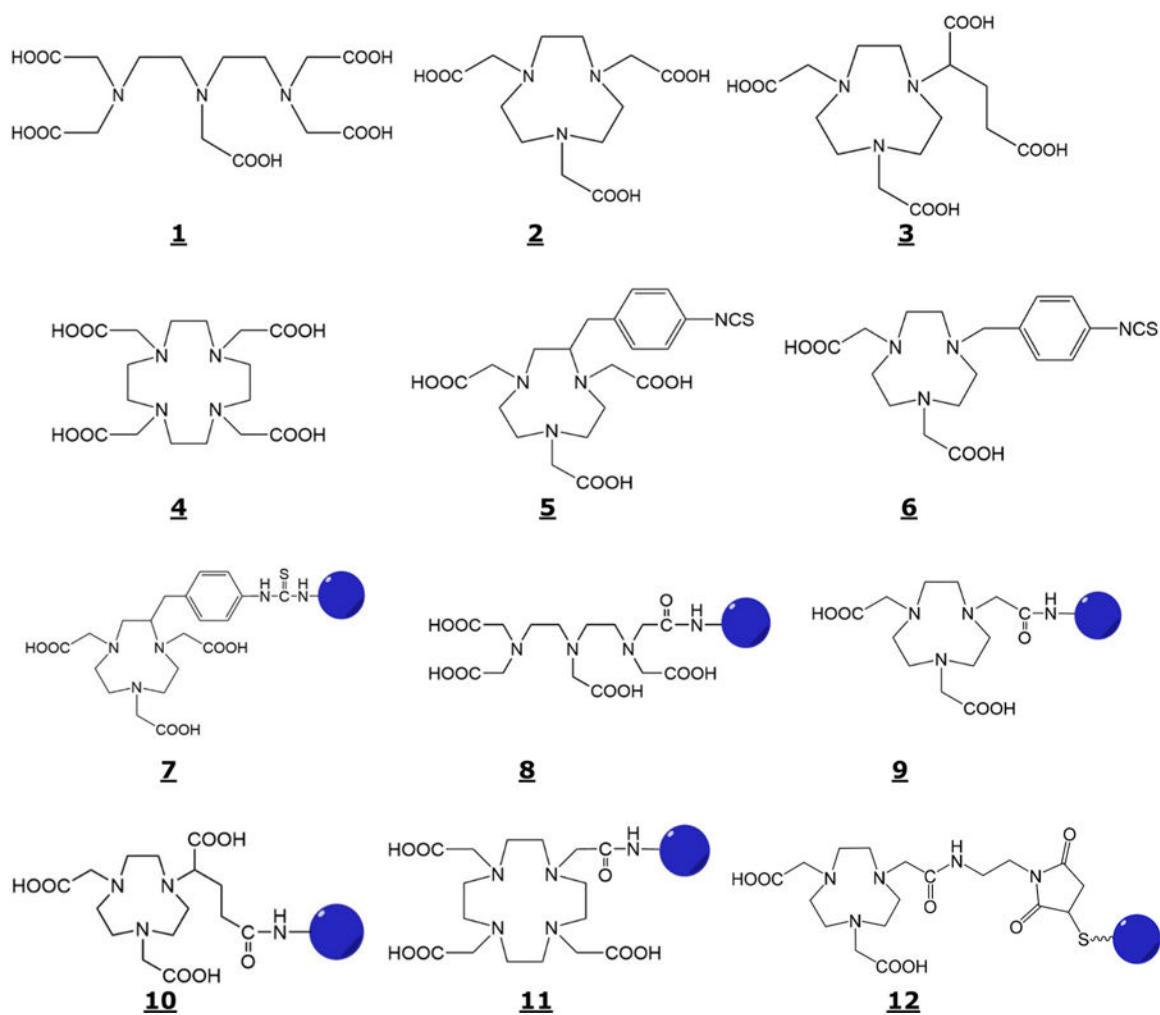 HOOC COOH
N N N
HOOC COOH
COOH
1
HOOC COOH
N N
N
COOH
2
COOH
HOOC N N
N COOH
COOH
3
HOOC COOH
N N
N N
HOOC COOH
4
NCS
HOOC N N COOH
N
COOH
5
NCS
HOOC N N
N
COOH
6
S
H H
N C N
HOOC N N COOH
N
COOH
7
O H
N
HOOC
N N N
HOOC COOH
COOH
8
HOOC H
N N N
O
N
COOH
9
COOH
HOOC N N H
N
N O
COOH
10
H
HOOC N
N N O
N N
HOOC COOH
11
O
H
HOOC N N N N
O
N O
S
COOH
12